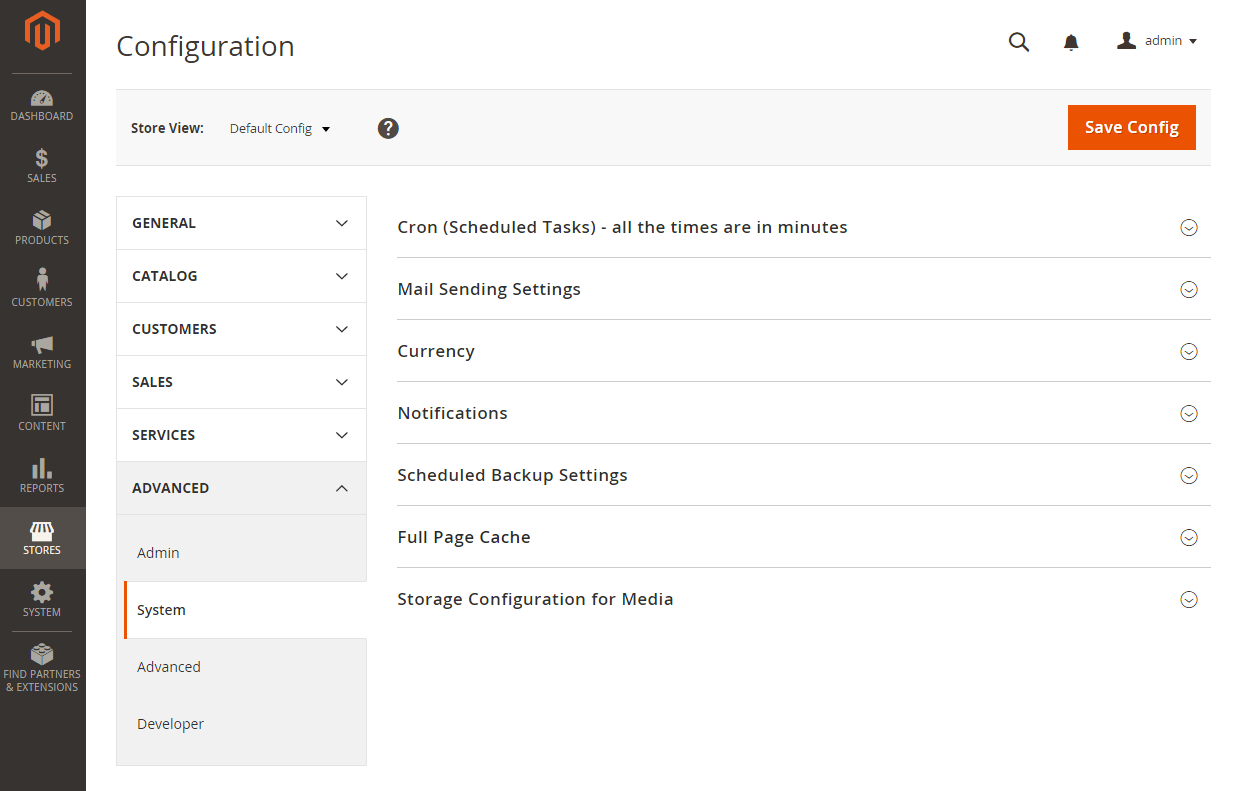 DASHBOARD
SALES
PRODUCTS
CUSTOMERS
MARKETING
CONTENT
REPORTS
STORES
SYSTEM
FIND PARTNERS
& EXTENSIONS
Configuration
admin
Store View:
Default Config
?
Save Config
GENERAL
CATALOG
CUSTOMERS
SALES
SERVICES
ADVANCED
Admin
System
Advanced
Developer
Cron (Scheduled Tasks) - all the times are in minutes
Mail Sending Settings
Currency
Notifications
Scheduled Backup Settings
Full Page Cache
Storage Configuration for Media